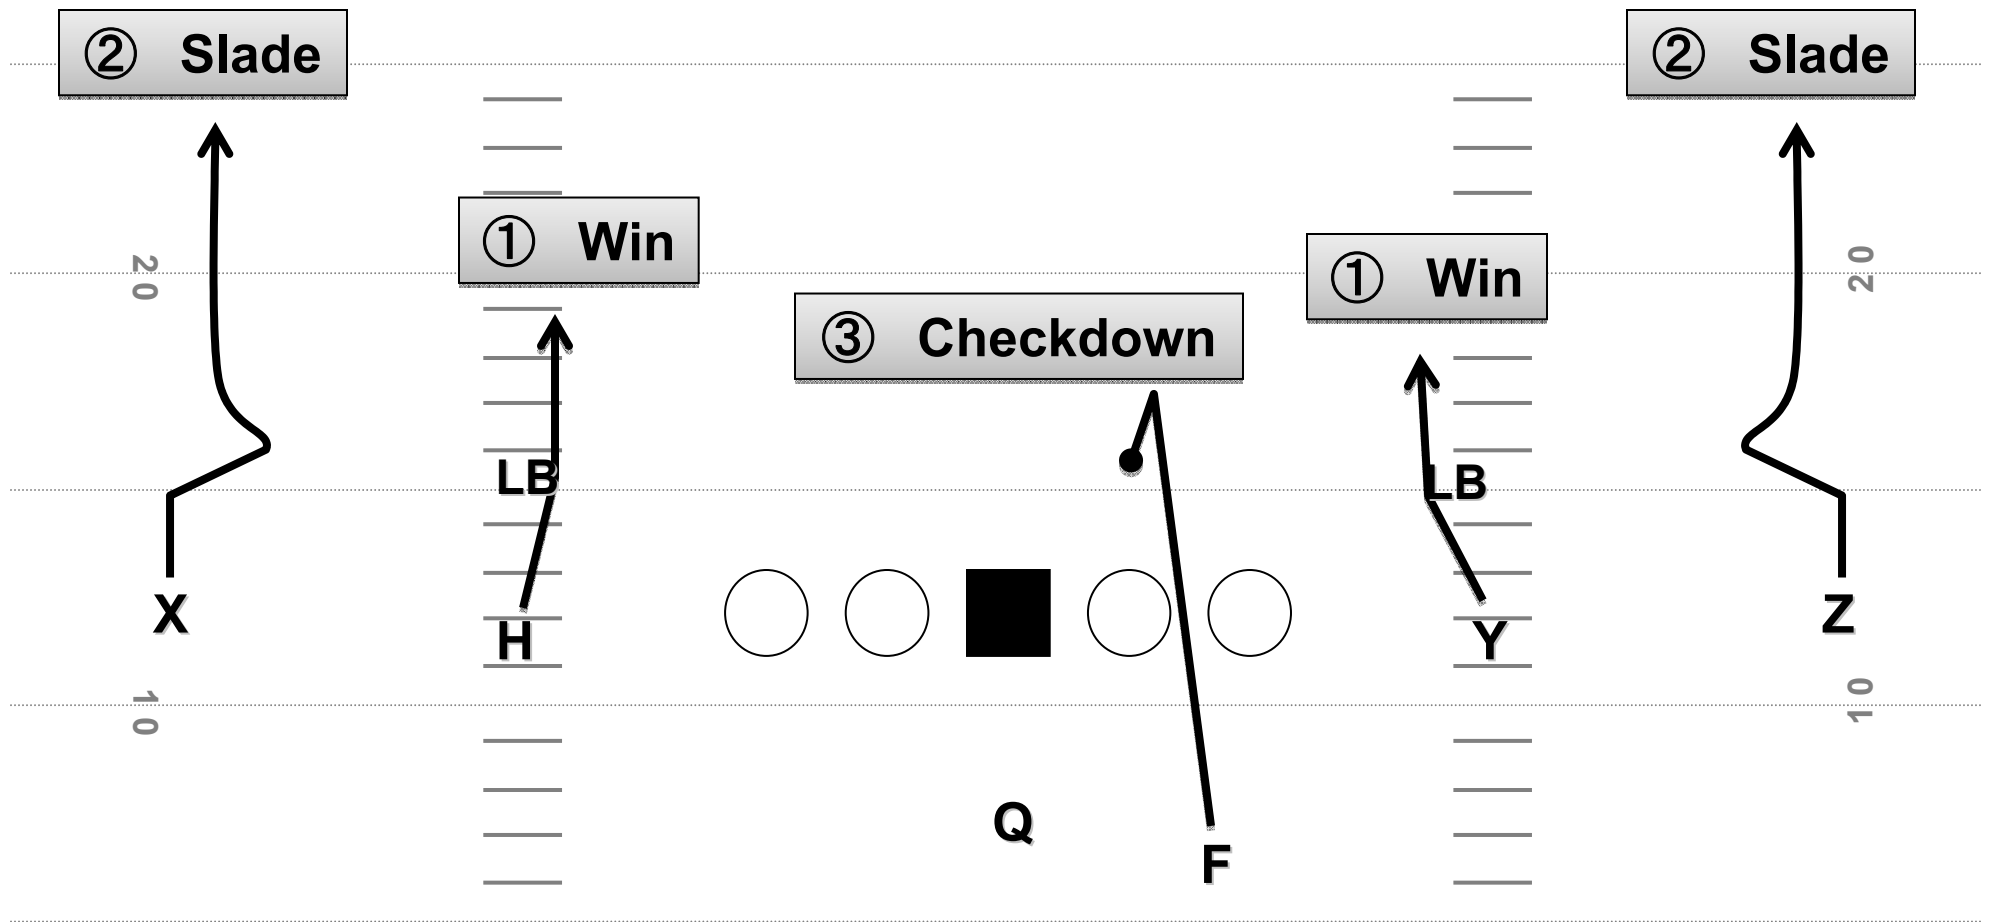 ② Slade
② Slade
① Win
20
① Win
20
③ Checkdown
LB
LB
X
H
Y
Z
10
10
Q
F